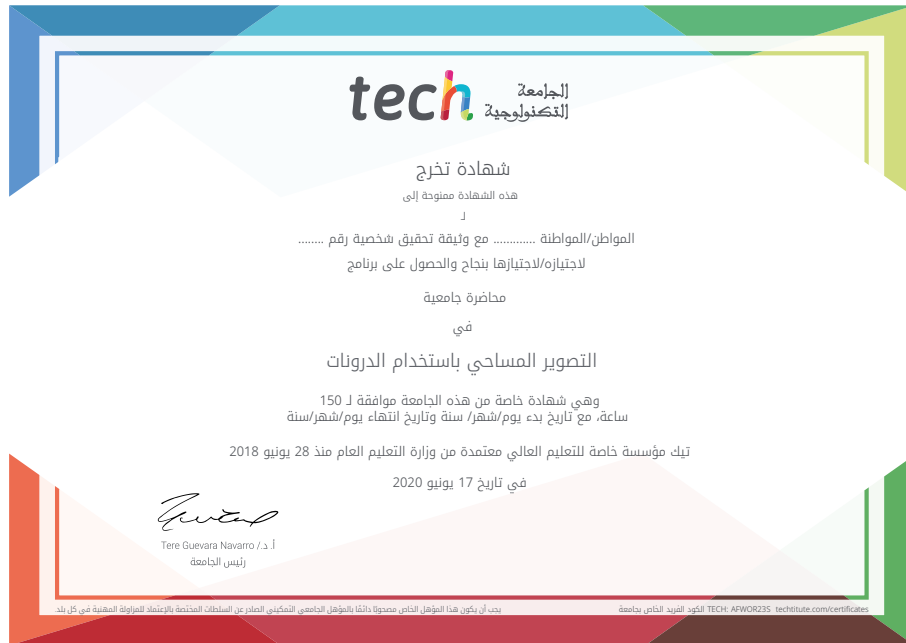 tech الجامعة
التكنولوجية
شهادة تخرج
هذه الشهادة ممنوحة إلى
لـ
المواطن/المواطنة ............ مع وثيقة تحقيق شخصية رقم ........
لاجتيازه/لاجتيازها بنجاح والحصول على برنامج
محاضرة جامعية
في
التصوير المساحي باستخدام الدرونات
وهي شهادة خاصة من هذه الجامعة موافقة لـ 150
ساعة، مع تاريخ بدء يوم/شهر/ سنة وتاريخ انتهاء يوم/شهر/سنة
تيك مؤسسة خاصة للتعليم العالي معتمدة من وزارة التعليم العام منذ 28 يونيو 2018
في تاريخ 17 يونيو 2020
أ. د./ Tere Guevara Navarro
رئيس الجامعة
يجب أن يكون هذا المؤهل الخاص مصحوبًا دائمًا بالمؤهل الجامعي التمكيني الصادر عن السلطات المختصة بالإعتماد للمزاولة المهنية في كل بلد.
الكود الفريد الخاص بجامعة TECH: AFWOR23S techtitute.com/certificates